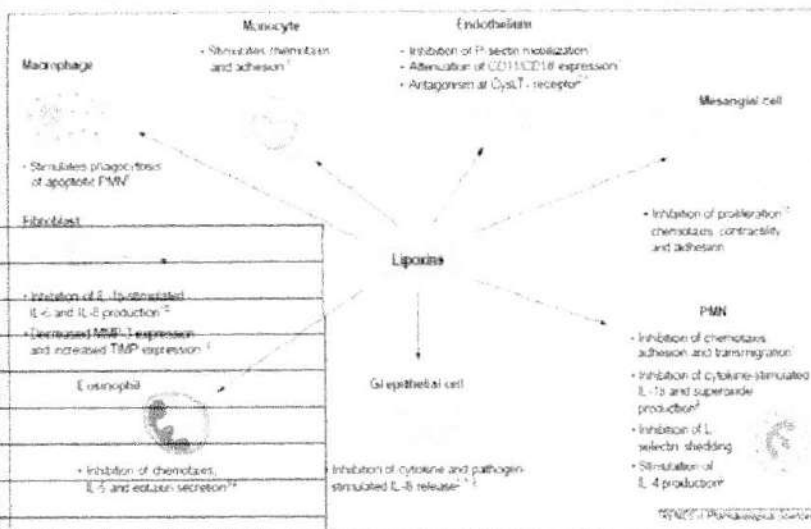 Monocyte
• Stimulates chemotaxis
and adhesion
Endothelium
• Inhibition of P-selectin mobilization
• Attenuation of CD11/CD18 expression
• Antagonism at CysLT receptor
Macrophage
• Stimulates phagocytosis
of apoptotic PMN
Mesangial cell
• Inhibition of proliferation
chemotaxis, contractility
and adhesion
Fibroblast
• Inhibition of IL-1β-stimulated
IL-6 and IL-8 production
• Decreased expression
and increased TIMP expression
Lipoxins
PMN
• Inhibition of chemotaxis,
adhesion and transmigration
• Inhibition of cytokine-stimulated
and superoxide
production
• Inhibition of L-
selectin shedding
• Stimulation of
IL-4 production
Eosinophil
• Inhibition of chemotaxis,
IL-5 and eotaxin secretion
GI epithelial cell
• Inhibition of cytokine and pathogen-
stimulated IL-8 release
TRENDS in Pharmacological Sciences